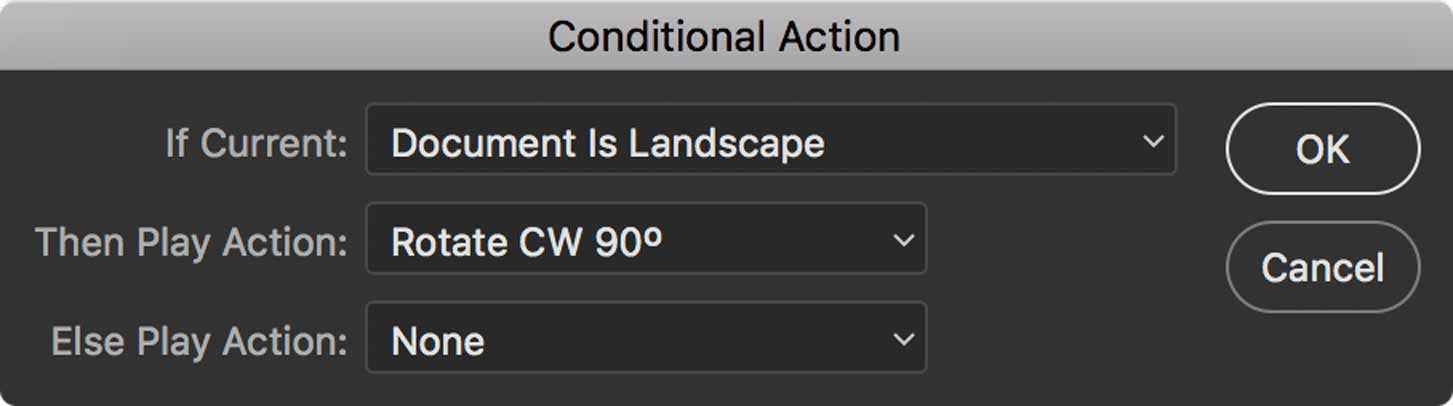 Conditional Action
If Current: Document Is Landscape
OK
Then Play Action: Rotate CW 90º
Cancel
Else Play Action: None